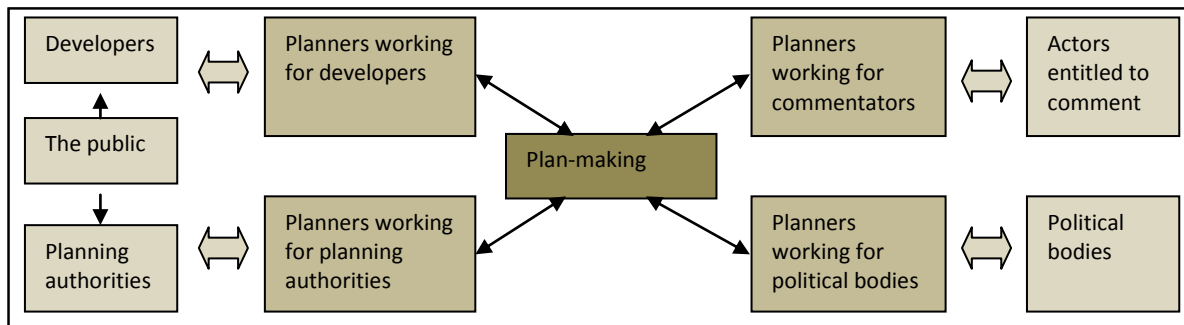 Developers
The public
Planning
authorities
Planners working
for developers
Planners working
for planning
authorities
Plan-making
Planners
working for
commentators
Planners
working for
political bodies
Actors
entitled to
comment
Political
bodies